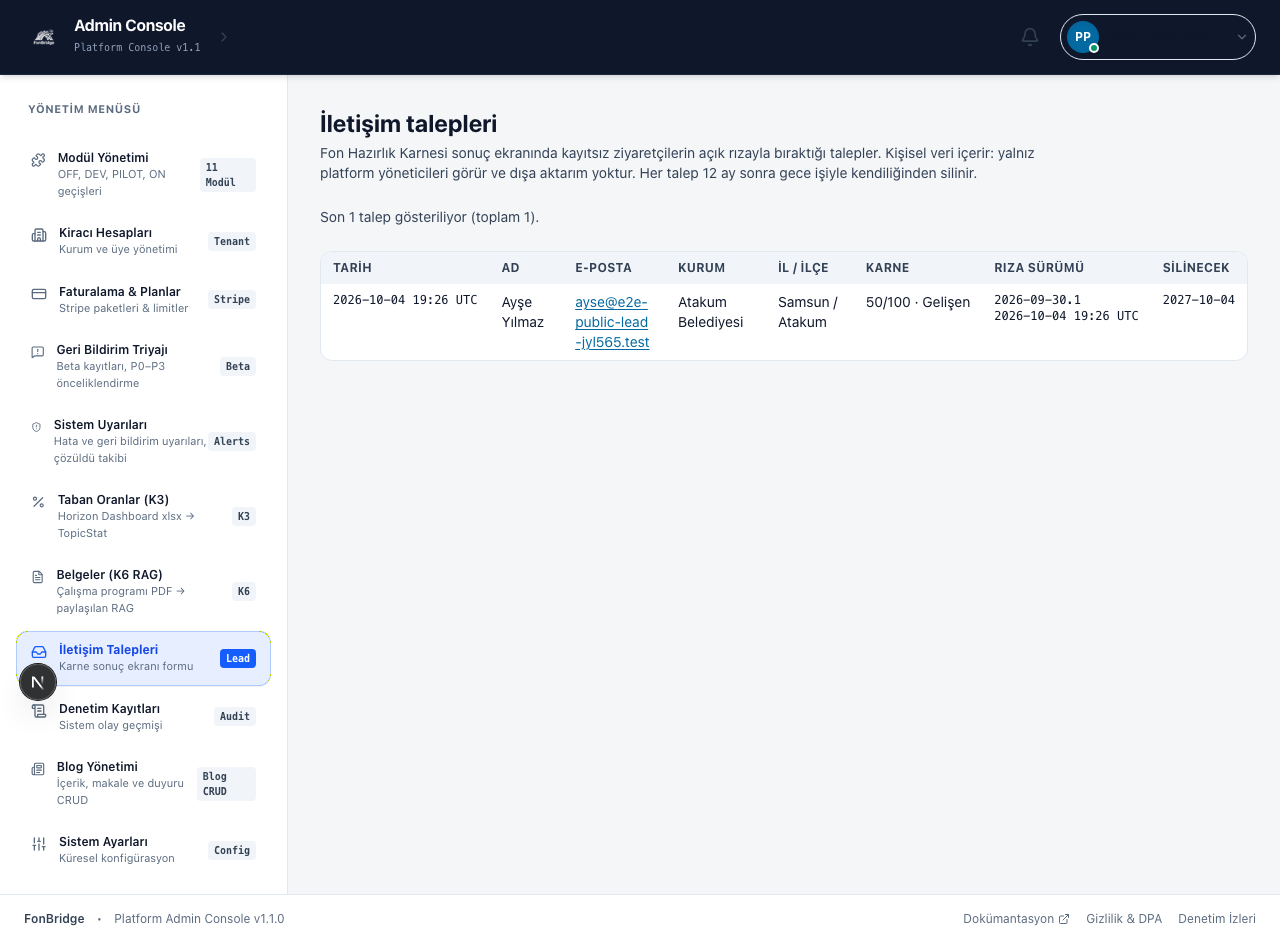 FonBridge
Admin Console
Platform Console v1.1
PP
YÖNETİM MENÜSÜ
Modül Yönetimi
OFF, DEV, PILOT, ON
geçişleri
11
Modül
Kiracı Hesapları
Kurum ve üye yönetimi
Tenant
Faturalama & Planlar
Stripe paketleri & limitler
Stripe
Geri Bildirim Triyajı
Beta kayıtları, P0–P3
önceliklendirme
Beta
Sistem Uyarıları
Hata ve geri bildirim uyarıları,
çözüldü takibi
Alerts
Taban Oranlar (K3)
Horizon Dashboard xlsx →
TopicStat
K3
Belgeler (K6 RAG)
Çalışma programı PDF →
paylaşılan RAG
K6
İletişim Talepleri
Karne sonuç ekranı formu
Lead
N
Denetim Kayıtları
Sistem olay geçmişi
Audit
Blog Yönetimi
İçerik, makale ve duyuru
CRUD
Blog
CRUD
Sistem Ayarları
Küresel konfigürasyon
Config
İletişim talepleri
Fon Hazırlık Karnesi sonuç ekranında kayıtsız ziyaretçilerin açık rızayla bıraktığı talepler. Kişisel veri içerir: yalnız
platform yöneticileri görür ve dışa aktarım yoktur. Her talep 12 ay sonra gece işiyle kendiliğinden silinir.
Son 1 talep gösteriliyor (toplam 1).
TARİH AD E-POSTA KURUM İL / İLÇE KARNE RIZA SÜRÜMÜ SİLİNECEK
2026-10-04 19:26 UTC Ayşe ayse@e2e- Atakum Samsun / 50/100 · Gelişen 2026-09-30.1 2027-10-04
Yılmaz public-lead Belediyesi Atakum 2026-10-04 19:26 UTC
-jyl565.test
FonBridge • Platform Admin Console v1.1.0
Dokümantasyon Gizlilik & DPA Denetim İzleri